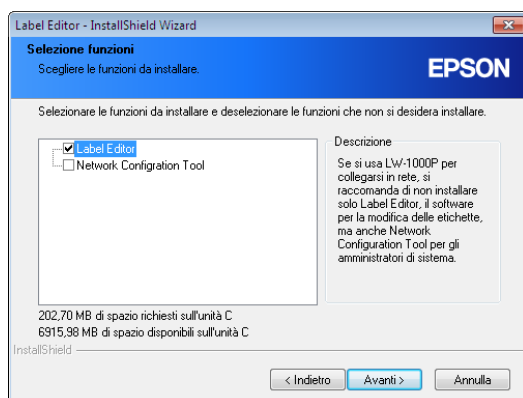 Label Editor - InstallShield Wizard
Selezione funzioni
Scegliere le funzioni da installare.
EPSON
Selezionare le funzioni da installare e deselezionare le funzioni che non si desidera installare.
Label Editor
Network Configration Tool
Descrizione
Se si usa LW-1000P per
collegarsi in rete, si
raccomanda di non installare
solo Label Editor, il software
per la modifica delle etichette,
ma anche Network
Configuration Tool per gli
amministratori di sistema.
202,70 MB di spazio richiesti sull'unità C
6915,98 MB di spazio disponibili sull'unità C
InstallShield
< Indietro
Avanti >
Annulla